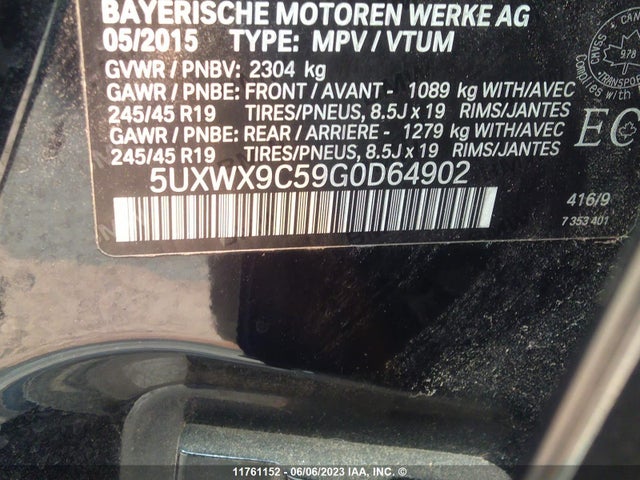 BAYERISCHE MOTOREN WERKE AG
05/2015 TYPE: MPV / VTUM
GVWR / PNBV: 2304 kg
GAWR / PNBE: FRONT / AVANT - 1089 kg WITH/AVEC
245/45 R19 TIRES/PNEUS, 8.5J x 19 RIMS/JANTES
GAWR / PNBE: REAR / ARRIERE - 1279 kg WITH/AVEC
245/45 R19 TIRES/PNEUS, 8.5J x 19 RIMS/JANTES
EC
5UXWX9C59G0D64902
416/9
7 353 401
11761152 - 06/06/2023 IAA, INC. ©